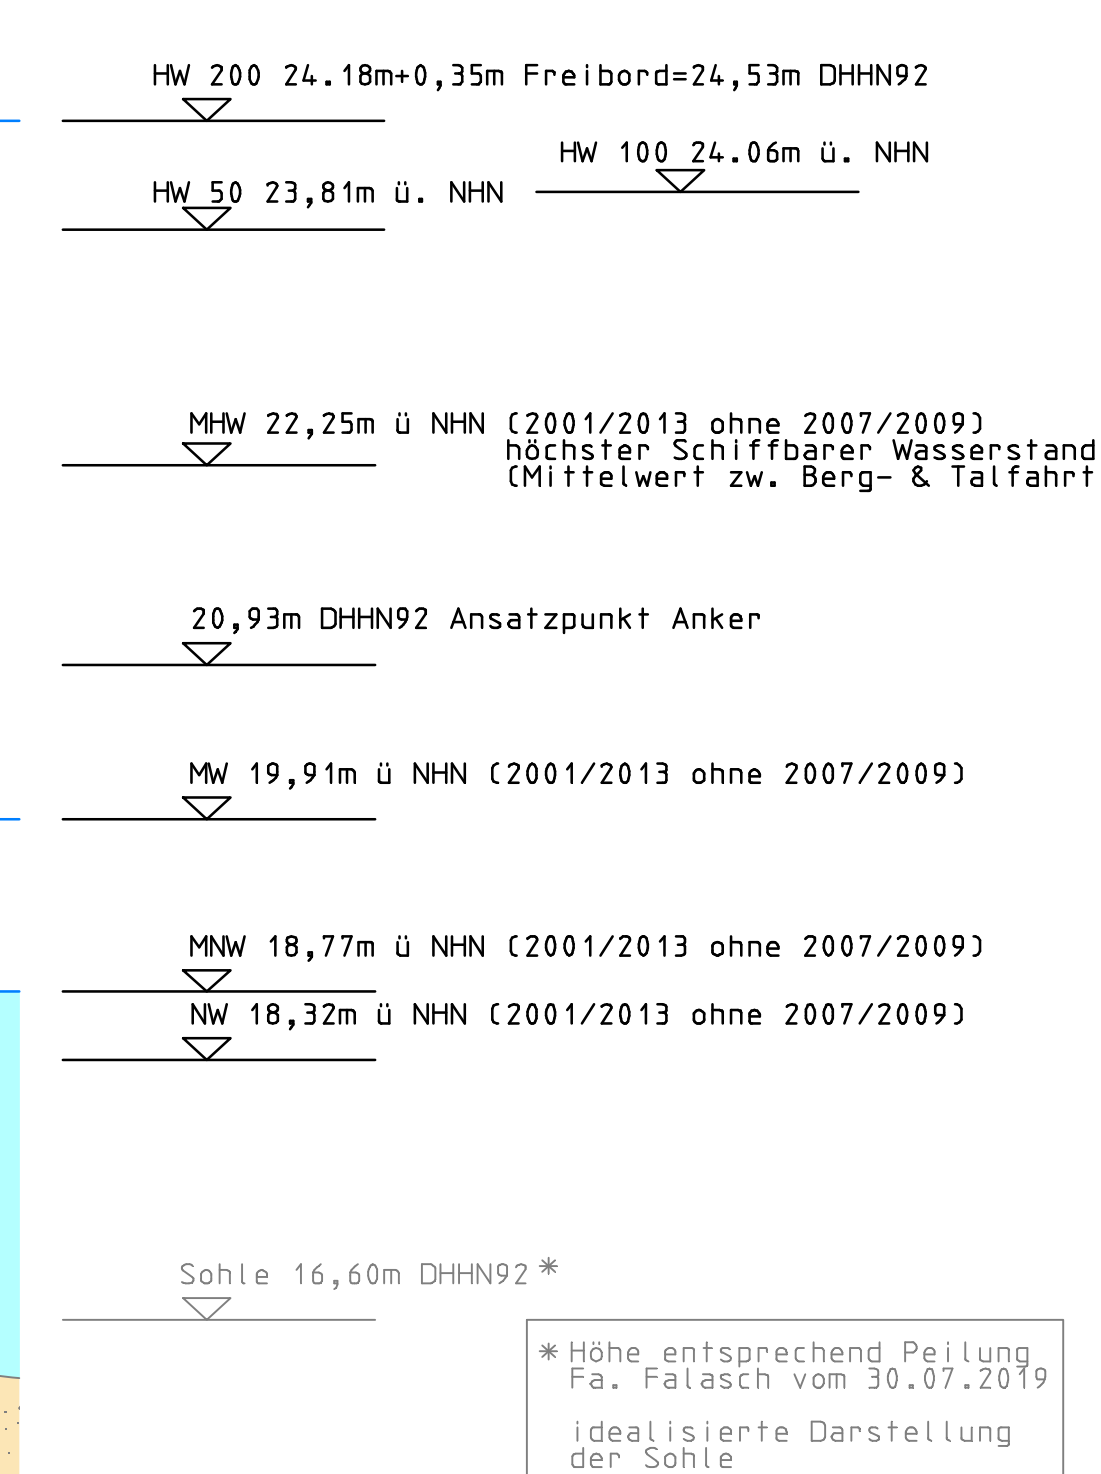 HW 200 24.18m+0,35m Freibord=24,53m DHHN92
HW 100 24.06m ü. NHN
HW 50 23,81m ü. NHN
MHW 22,25m ü NHN (2001/2013 ohne 2007/2009)
höchster Schiffbarer Wasserstand
(Mittelwert zw. Berg- & Talfahrt
20,93m DHHN92 Ansatzpunkt Anker
MW 19,91m ü NHN (2001/2013 ohne 2007/2009)
MNW 18,77m ü NHN (2001/2013 ohne 2007/2009)
NW 18,32m ü NHN (2001/2013 ohne 2007/2009)
Sohle 16,60m DHHN92 *
* Höhe entsprechend Peilung
Fa. Falasch vom 30.07.2019
idealisierte Darstellung
der Sohle